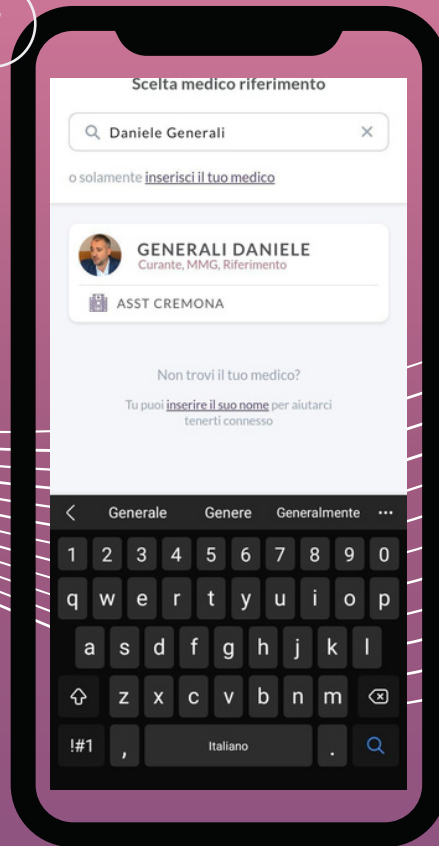 Scelta medico riferimento
Daniele Generali
o solamente inserisci il tuo medico
GENERALI DANIELE
Curante, MMG, Riferimento
ASST CREMONA
Non trovi il tuo medico?
Tu puoi inserire il suo nome per aiutarci
tenerti connesso
Generale Genere Generalmente ...
1 2 3 4 5 6 7 8 9 0
q w e r t y u i o p
a s d f g h j k l
z x c v b n m
!#1 , Italiano .